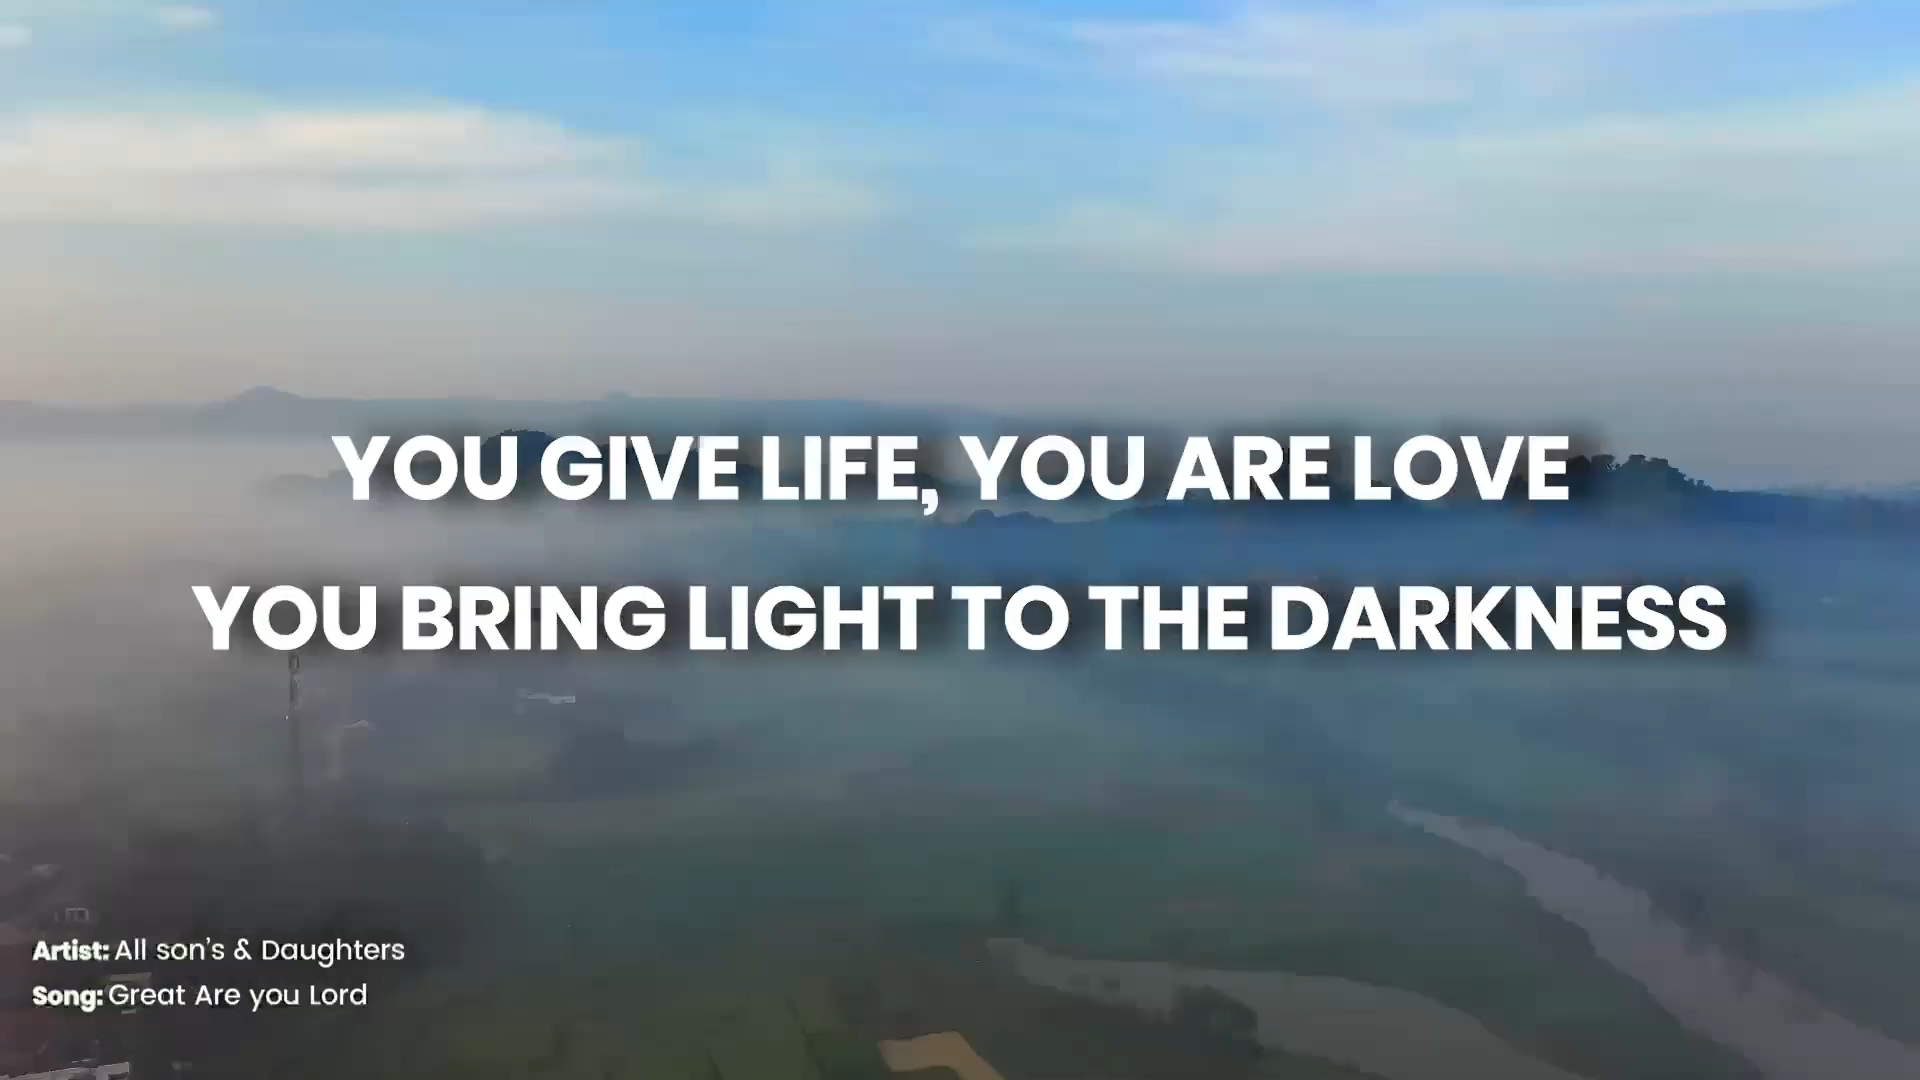 YOU GIVE LIFE, YOU ARE LOVE
YOU BRING LIGHT TO THE DARKNESS
Artist: All son's & Daughters
Song: Great Are you Lord